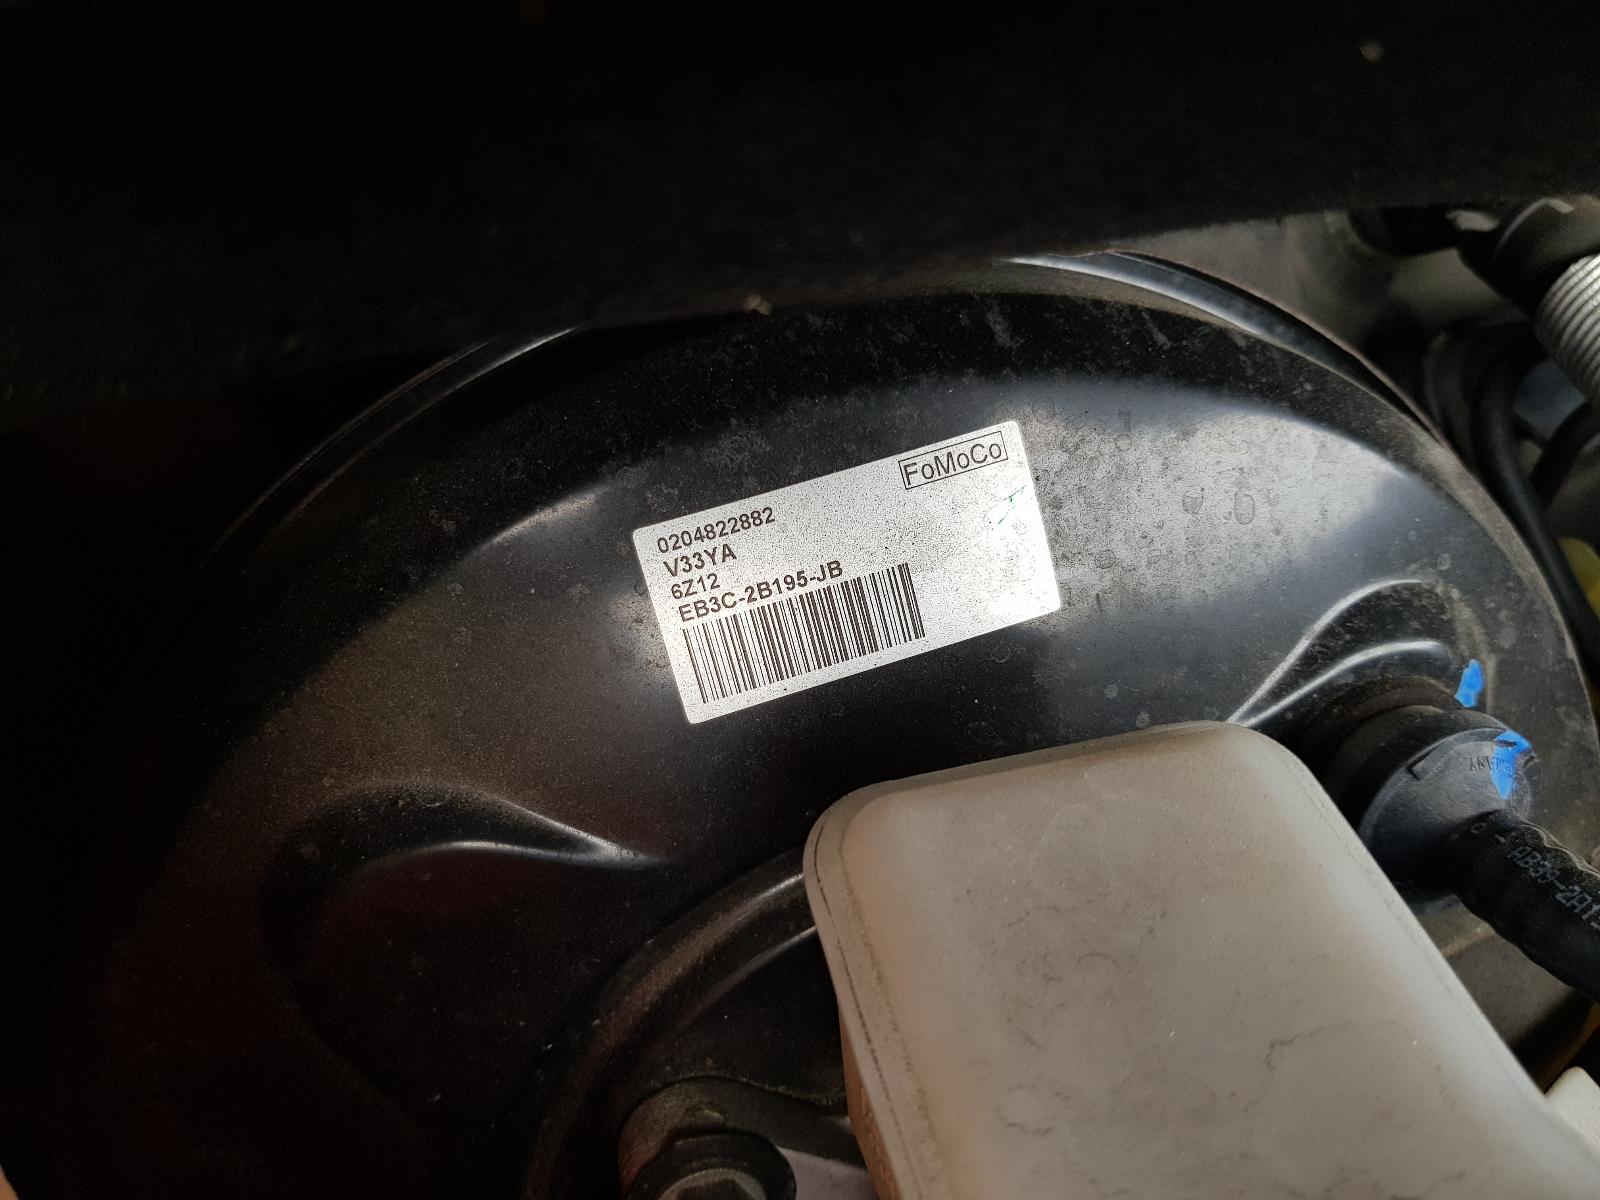 FoMoCo
0204822882
V33YA
6Z12
EB3C-2B195-JB